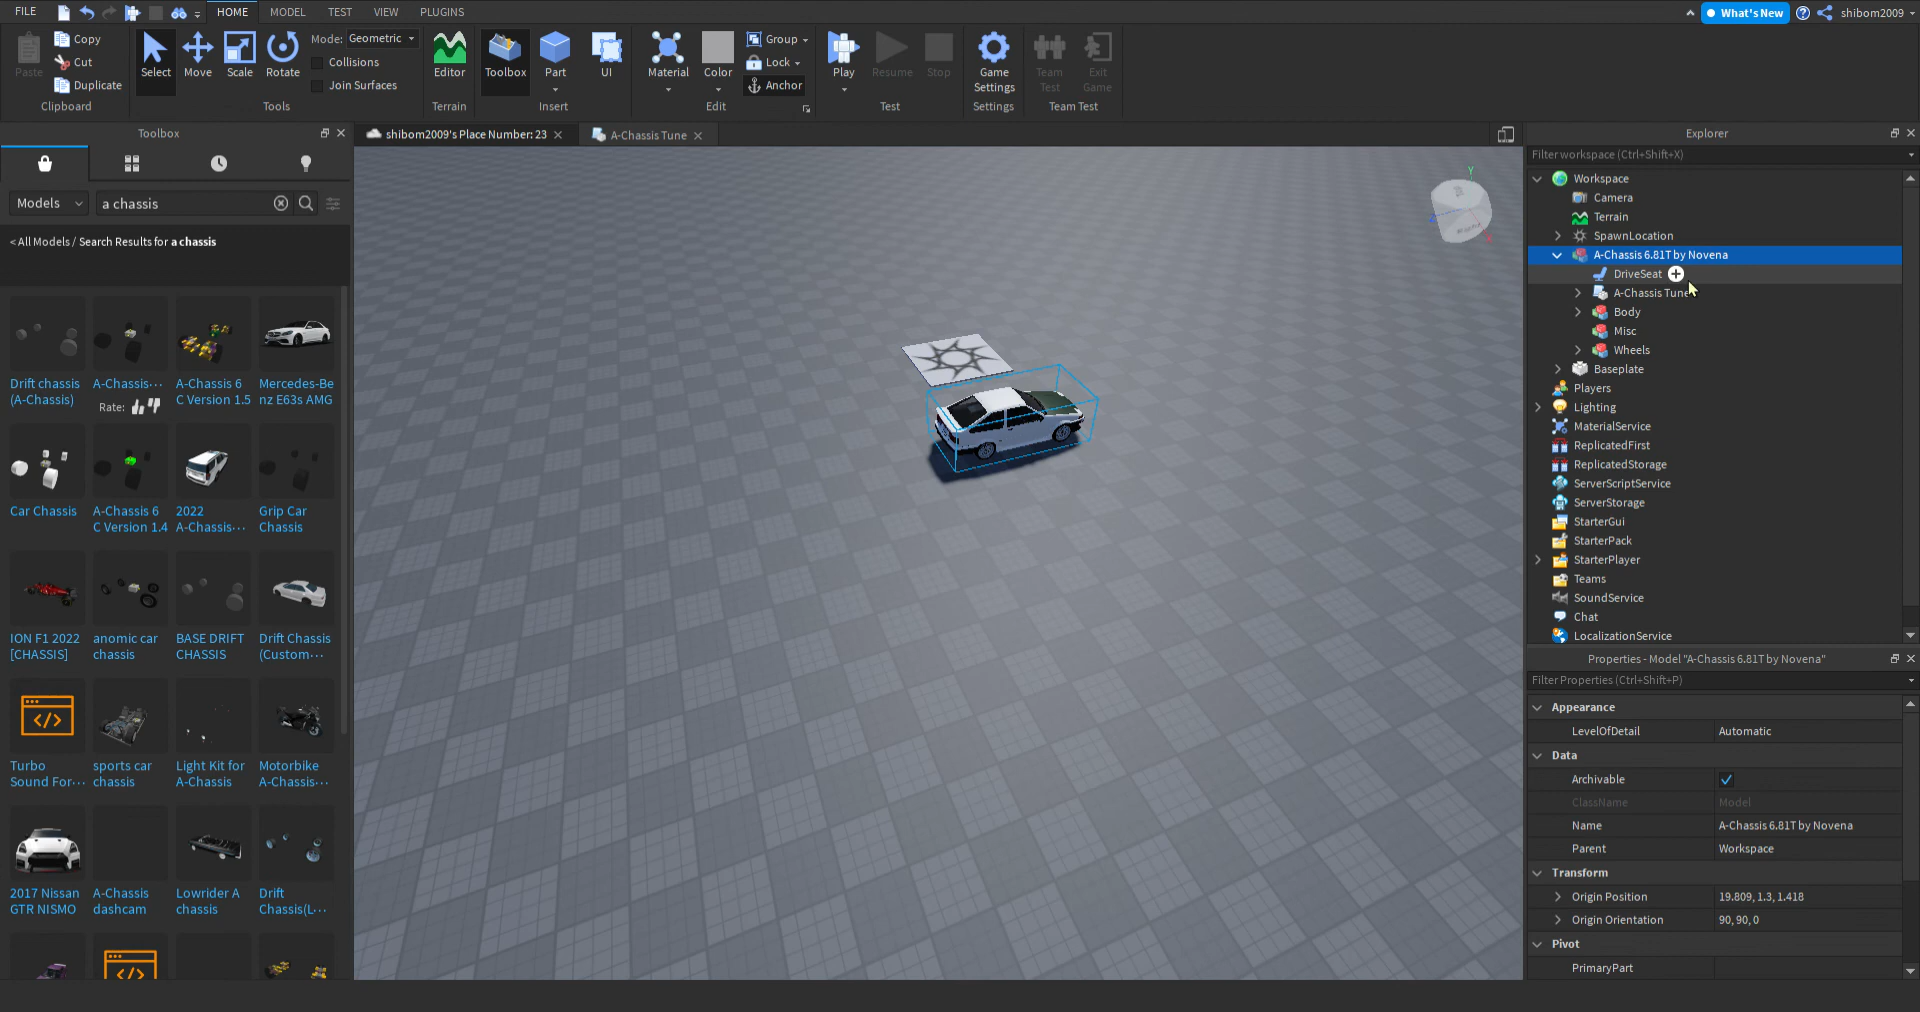 FILE HOME MODEL TEST VIEW PLUGINS What's New shibom2009
Paste Copy Cut Duplicate Clipboard
Select Move Scale Rotate Mode: Geometric Collisions Join Surfaces Tools
Editor Terrain
Toolbox Part UI Insert
Material Color Group Lock Anchor Edit
Play Resume Stop Test
Game Settings Settings
Team Test Exit Game Team Test
Toolbox
Models a chassis
< All Models / Search Results for a chassis
Drift chassis (A-Chassis)
A-Chassis···
Rate:
A-Chassis 6 C Version 1.5
Mercedes-Benz E63s AMG
Car Chassis
A-Chassis 6 C Version 1.4
2022 A-Chassis···
Grip Car Chassis
ION F1 2022 [CHASSIS]
anomic car chassis
BASE DRIFT CHASSIS
Drift Chassis (Custom···
Turbo Sound For···
sports car chassis
Light Kit for A-Chassis
Motorbike A-Chassis···
2017 Nissan GTR NISMO
A-Chassis dashcam
Lowrider A chassis
Drift Chassis(L···
shibom2009's Place Number: 23
A-Chassis Tune
Y
Z
Explorer
Filter workspace (Ctrl+Shift+X)
Workspace
Camera
Terrain
SpawnLocation
A-Chassis 6.81T by Novena
DriveSeat
A-Chassis Tune
Body
Misc
Wheels
Baseplate
Players
Lighting
MaterialService
ReplicatedFirst
ReplicatedStorage
ServerScriptService
ServerStorage
StarterGui
StarterPack
StarterPlayer
Teams
SoundService
Chat
LocalizationService
Properties - Model "A-Chassis 6.81T by Novena"
Filter Properties (Ctrl+Shift+P)
Appearance
LevelOfDetail Automatic
Data
Archivable
ClassName Model
Name A-Chassis 6.81T by Novena
Parent Workspace
Transform
Origin Position 19.809, 1.3, 1.418
Origin Orientation 90, 90, 0
Pivot
PrimaryPart